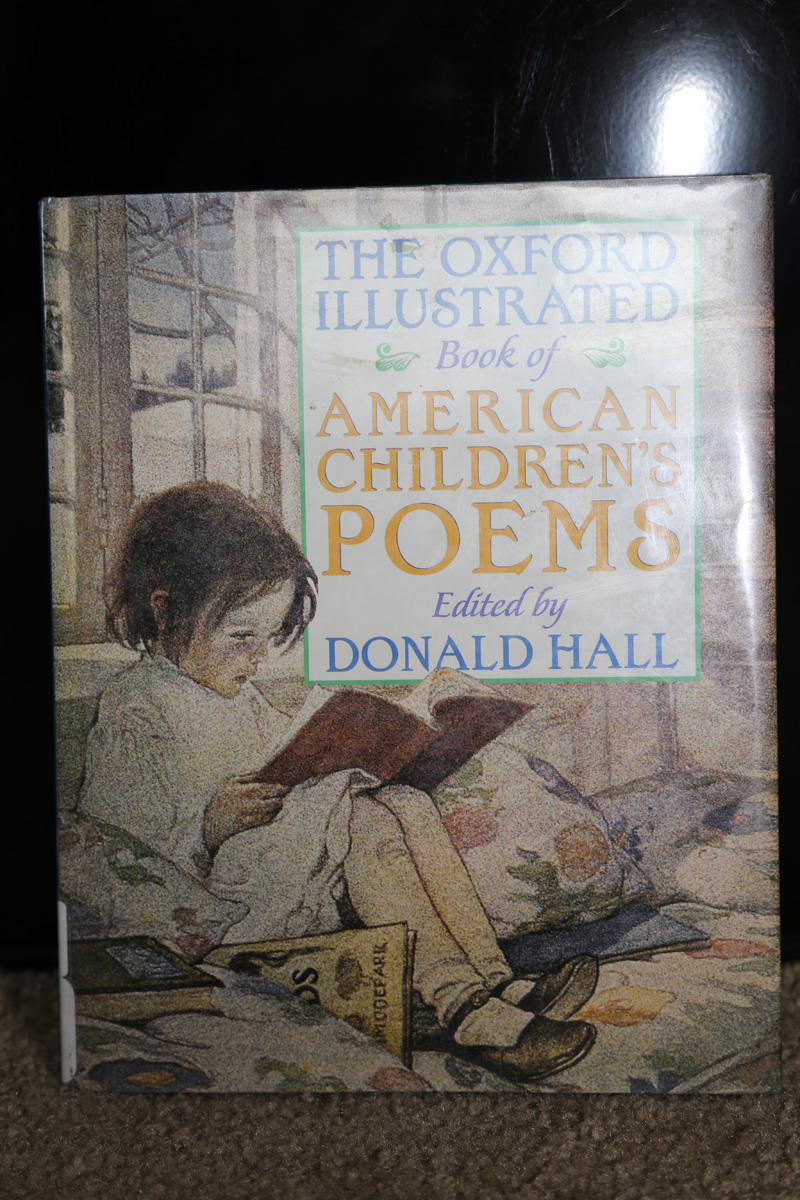 THE OXFORD
ILLUSTRATED
Book of
AMERICAN
CHILDREN'S
POEMS
Edited by
DONALD HALL